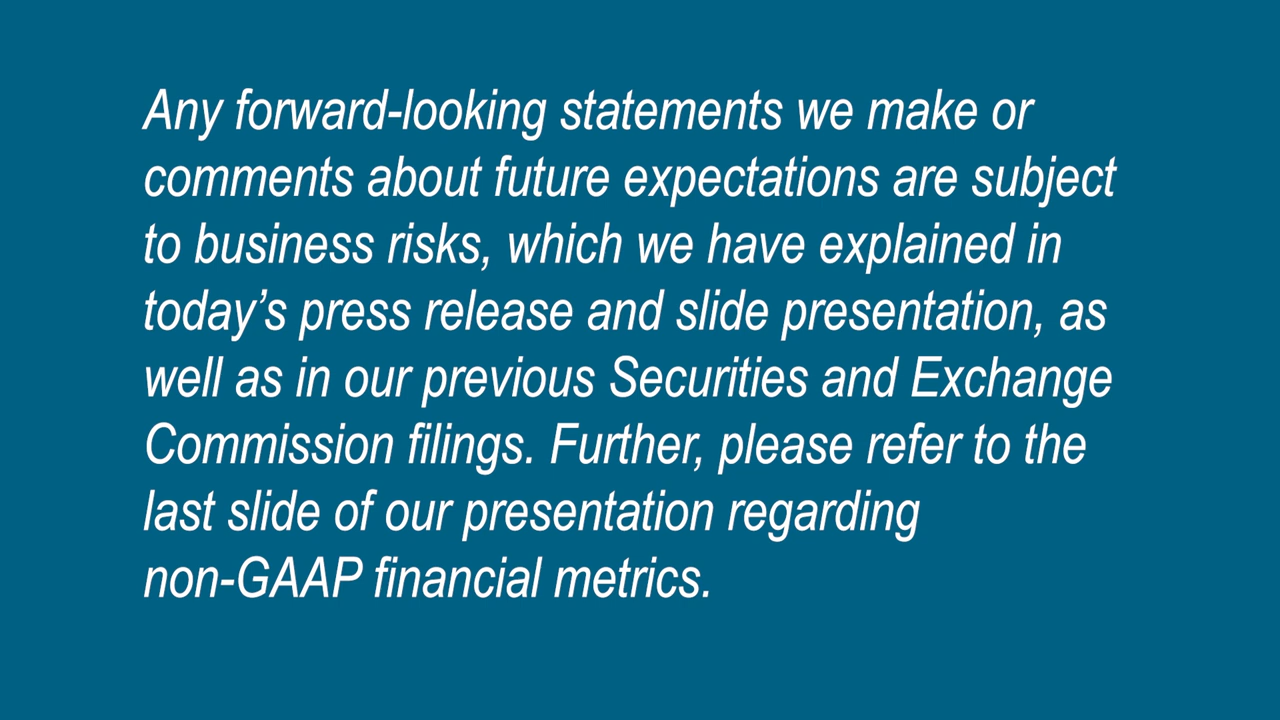 Any forward-looking statements we make or
comments about future expectations are subject
to business risks, which we have explained in
today’s press release and slide presentation, as
well as in our previous Securities and Exchange
Commission filings. Further, please refer to the
last slide of our presentation regarding
non-GAAP financial metrics.